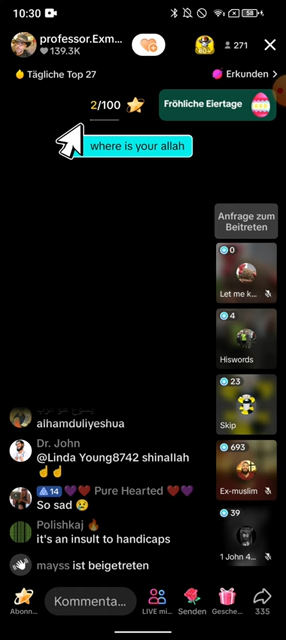 10:30
58
professor.Exm...
139.3K
271
Tägliche Top 27
Erkunden >
2/100
Fröhliche Eiertage
where is your allah
Anfrage zum
Beitreten
0
Let me k...
4
Hiswords
23
Skip
693
Ex-muslim
39
1 John 4...
alhamduliyeshua
Dr. John
@Linda Young8742 shinallah
☝️☝️
14 💜❤️ Pure Hearted ❤️💜
So sad 😢
Polishkaj 🔥
it's an insult to handicaps
mayss ist beigetreten
Abonn...
Kommenta...
LIVE mi...
Senden
Gesche...
335